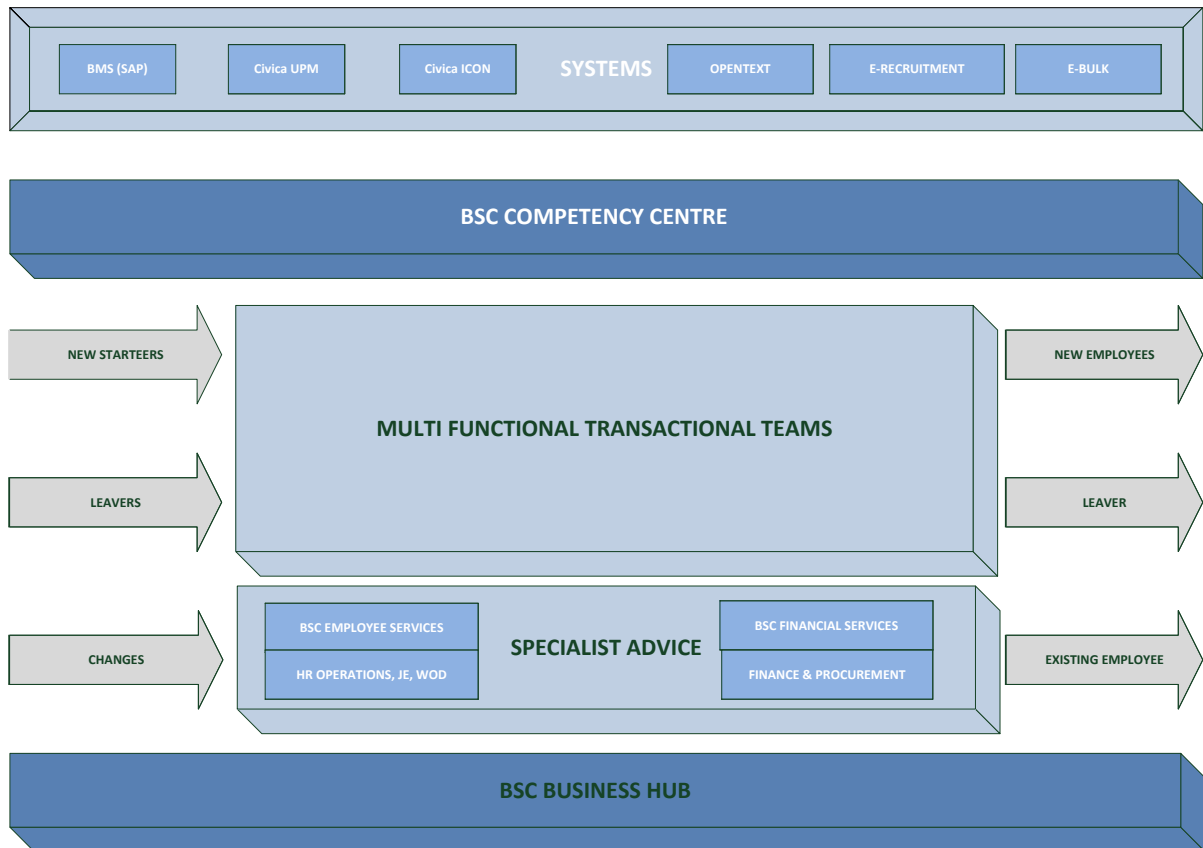 BMS (SAP)
Civica UPM
Civica ICON
SYSTEMS
OPENTEXT
E-RECRUITMENT
E-BULK
BSC COMPETENCY CENTRE
NEW STARTEERS
NEW EMPLOYEES
MULTI FUNCTIONAL TRANSACTIONAL TEAMS
LEAVERS
LEAVER
BSC EMPLOYEE SERVICES
BSC FINANCIAL SERVICES
SPECIALIST ADVICE
CHANGES
HR OPERATIONS, JE, WOD
FINANCE & PROCUREMENT
EXISTING EMPLOYEE
BSC BUSINESS HUB